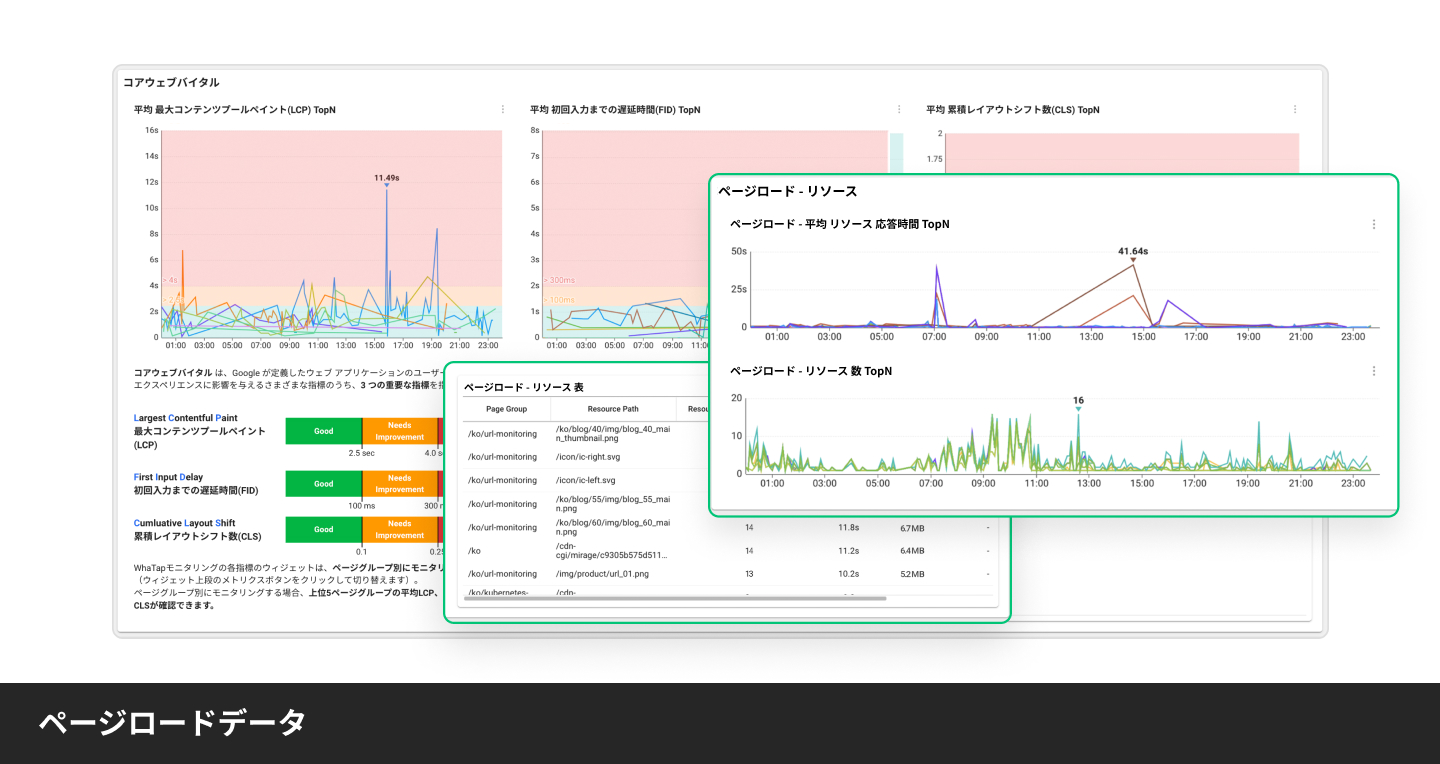 コアウェブバイタル
平均 最大コンテンツプールペイント(LCP) TopN
16s
14s
12s
10s
8s
6s
4s
2s
0
11.49s
> 4s
01:00 03:00 05:00 07:00 09:00 11:00 13:00 15:00 17:00 19:00 21:00 23:00
平均 初回入力までの遅延時間(FID) TopN
8s
7s
6s
5s
4s
3s
2s
1s
0
> 300ms
> 100ms
01:00 03:00 05:00 07:00 09:00 11:0
平均 累積レイアウトシフト数(CLS) TopN
2
1.75
コアウェブバイタル は、Google が定義したウェブ アプリケーションのユーザー
エクスペリエンスに影響を与えるさまざまな指標のうち、3 つの重要な指標を
Largest Contentful Paint
最大コンテンツプールペイント
(LCP)
Good
Needs
Improvement
2.5 sec
4.0 s
First Input Delay
初回入力までの遅延時間(FID)
Good
Needs
Improvement
100 ms
300 m
Cumluative Layout Shift
累積レイアウトシフト数(CLS)
Good
Needs
Improvement
0.1
0.25
WhaTapモニタリングの各指標のウィジェットは、ページグループ別にモニタリ
（ウィジェット上段のメトリクスボタンをクリックして切り替えます）。
ページグループ別にモニタリングする場合、上位5ページグループの平均LCP、
CLSが確認できます。
ページロード - リソース 表
Page Group Resource Path Resou
/ko/url-monitoring /ko/blog/40/img/blog_40_mai
n_thumbnail.png
/ko/url-monitoring /icon/ic-right.svg
/ko/url-monitoring /icon/ic-left.svg
/ko/url-monitoring /ko/blog/55/img/blog_55_mai
n.png
/ko/url-monitoring /ko/blog/60/img/blog_60_mai
n.png 14 11.8s 6.7MB -
/ko /cdn-
cgi/mirage/c9305b575d511... 14 11.2s 6.4MB -
/ko/url-monitoring /img/product/url_01.png 13 10.2s 5.2MB -
/ko/kubernetes- /cdn-
ページロード - リソース
ページロード - 平均 リソース 応答時間 TopN
50s
25s
0
41.64s
01:00 03:00 05:00 07:00 09:00 11:00 13:00 15:00 17:00 19:00 21:00 23:00
ページロード - リソース 数 TopN
20
10
0
16
01:00 03:00 05:00 07:00 09:00 11:00 13:00 15:00 17:00 19:00 21:00 23:00
ページロードデータ